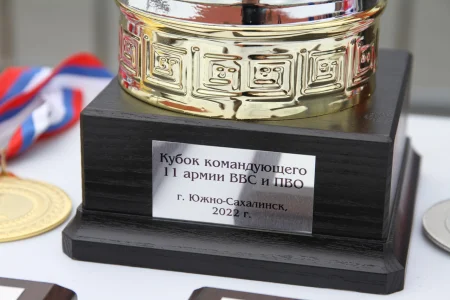 Кубок командующего
11 армии ВВС и ПВО
г. Южно-Сахалинск,
2022 г.